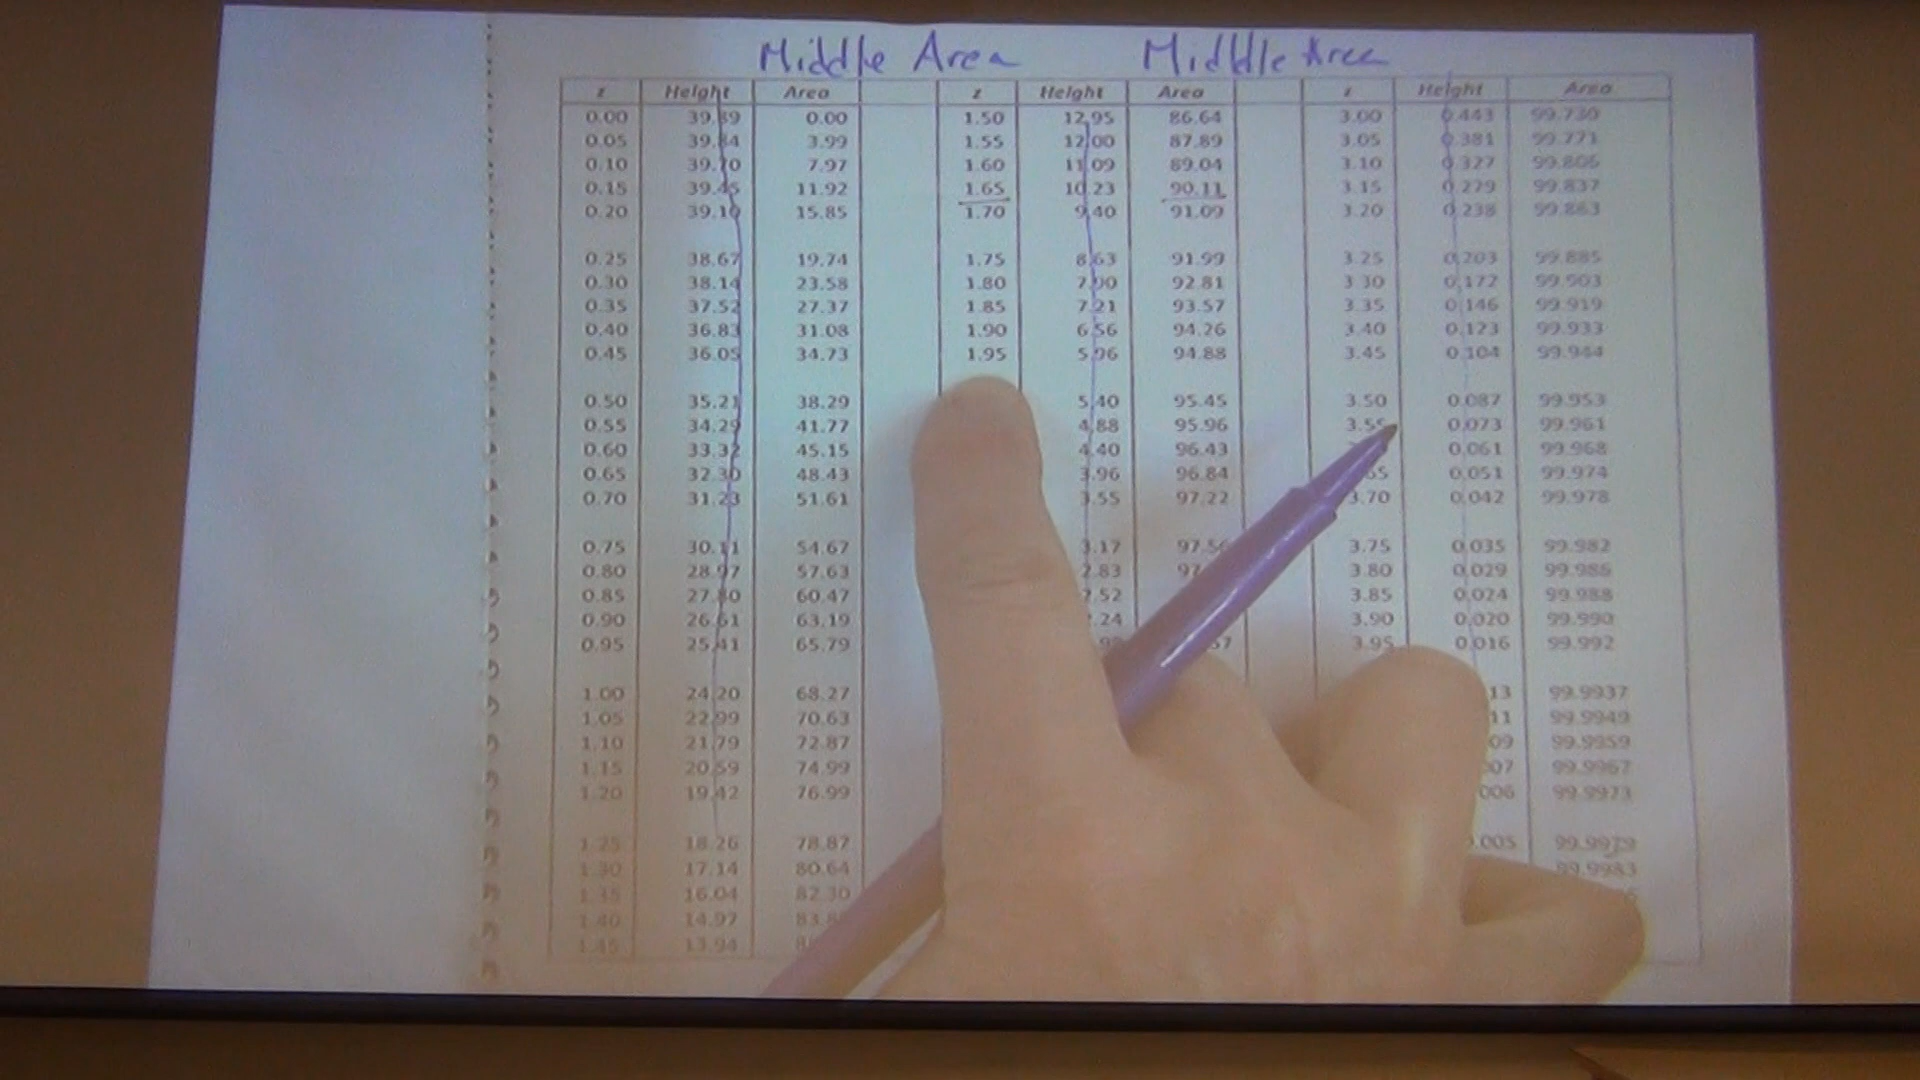 Middle Area Midldle Area
z Height Area z Height Area z Height Area
0.00 39.89 0.00 1.50 12.95 86.64 3.00 0.443 99.730
0.05 39.84 3.99 1.55 12.00 87.89 3.05 0.381 99.771
0.10 39.70 7.97 1.60 11.09 89.04 3.10 0.327 99.806
0.15 39.45 11.92 1.65 10.23 90.11 3.15 0.279 99.837
0.20 39.10 15.85 1.70 9.40 91.09 3.20 0.238 99.863
0.25 38.67 19.74 1.75 8.63 91.99 3.25 0.203 99.885
0.30 38.14 23.58 1.80 7.90 92.81 3.30 0.172 99.903
0.35 37.52 27.37 1.85 7.21 93.57 3.35 0.146 99.919
0.40 36.83 31.08 1.90 6.56 94.26 3.40 0.123 99.933
0.45 36.05 34.73 1.95 5.96 94.88 3.45 0.104 99.944
0.50 35.21 38.29 5.40 95.45 3.50 0.087 99.953
0.55 34.29 41.77 4.88 95.96 3.55 0.073 99.961
0.60 33.32 45.15 4.40 96.43 0.061 99.968
0.65 32.30 48.43 3.96 96.84 0.051 99.974
0.70 31.23 51.61 3.55 97.22 3.70 0.042 99.978
0.75 30.11 54.67 3.17 3.75 0.035 99.982
0.80 28.97 57.63 2.83 3.80 0.029 99.986
0.85 27.80 60.47 2.52 3.85 0.024 99.988
0.90 26.61 63.19 3.90 0.020 99.990
0.95 25.41 65.79 3.95 0.016 99.992
1.00 24.20 68.27 99.9937
1.05 22.99 70.63 99.9949
1.10 21.79 72.87 99.9959
1.15 20.59 74.99 99.9967
1.20 19.42 76.99 99.9973
1.25 18.26 78.87 99.9979
1.30 17.14 80.64 99.9983
1.35 16.04 82.30
1.40 14.97
1.45 13.94